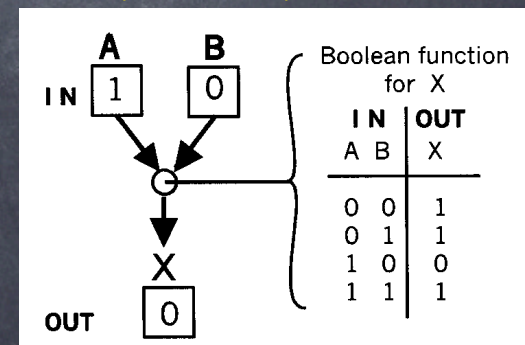 A B
IN 1 0
X
OUT 0
Boolean function
for X
IN OUT
A B X
0 0 1
0 1 1
1 0 0
1 1 1